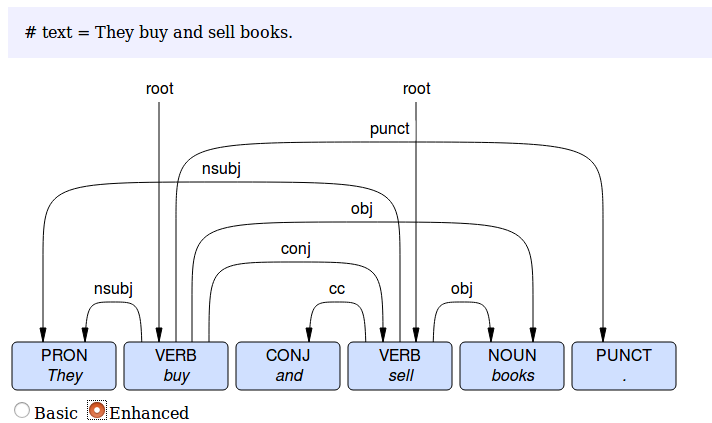 # text = They buy and sell books.
root root
punct
nsubj
obj
conj
nsubj cc obj
PRON VERB CONJ VERB NOUN PUNCT
They buy and sell books .
Basic Enhanced